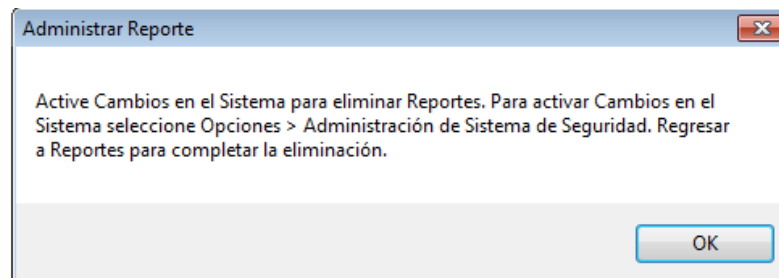 Administrar Reporte
Active Cambios en el Sistema para eliminar Reportes. Para activar Cambios en el
Sistema seleccione Opciones > Administración de Sistema de Seguridad. Regresar
a Reportes para completar la eliminación.
OK